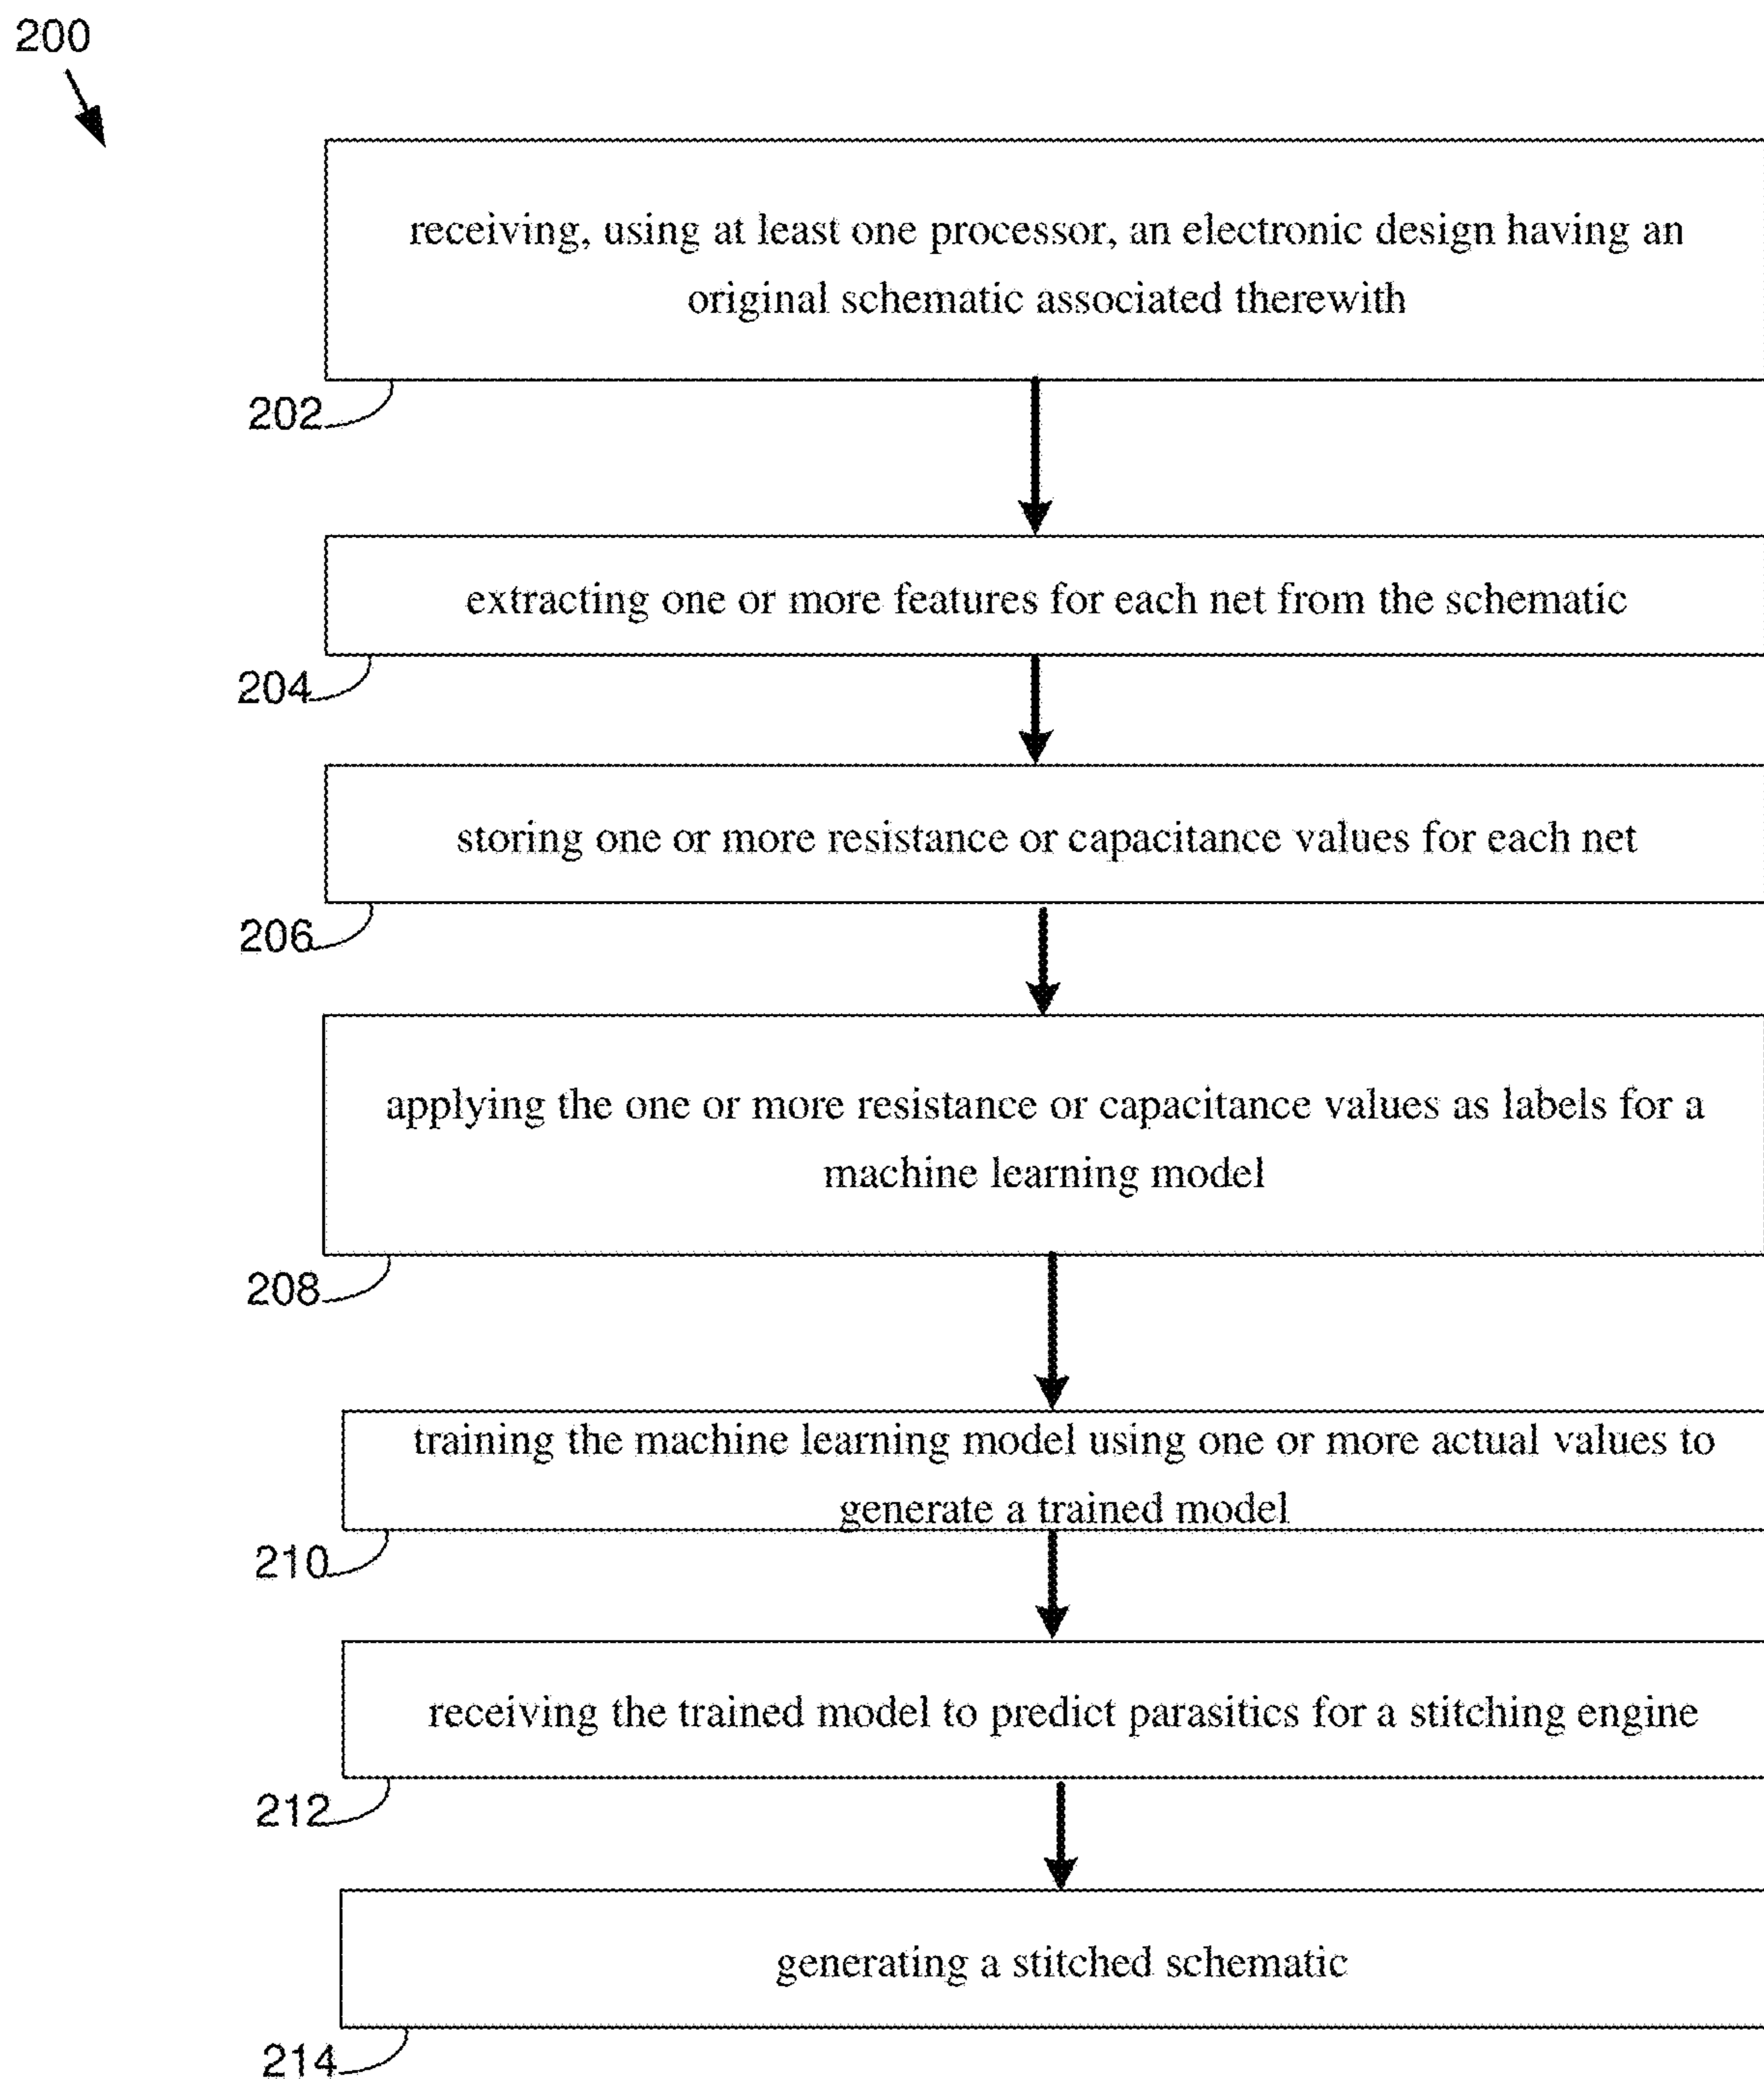 200
receiving, using at least one processor, an electronic design having an
original schematic associated therewith
202
extracting one or more features for each net from the schematic
204
storing one or more resistance or capacitance values for each net
206
applying the one or more resistance or capacitance values as labels for a
machine learning model
208
training the machine learning model using one or more actual values to
generate a trained model
210
receiving the trained model to predict parasitics for a stitching engine
212
generating a stitched schematic
214